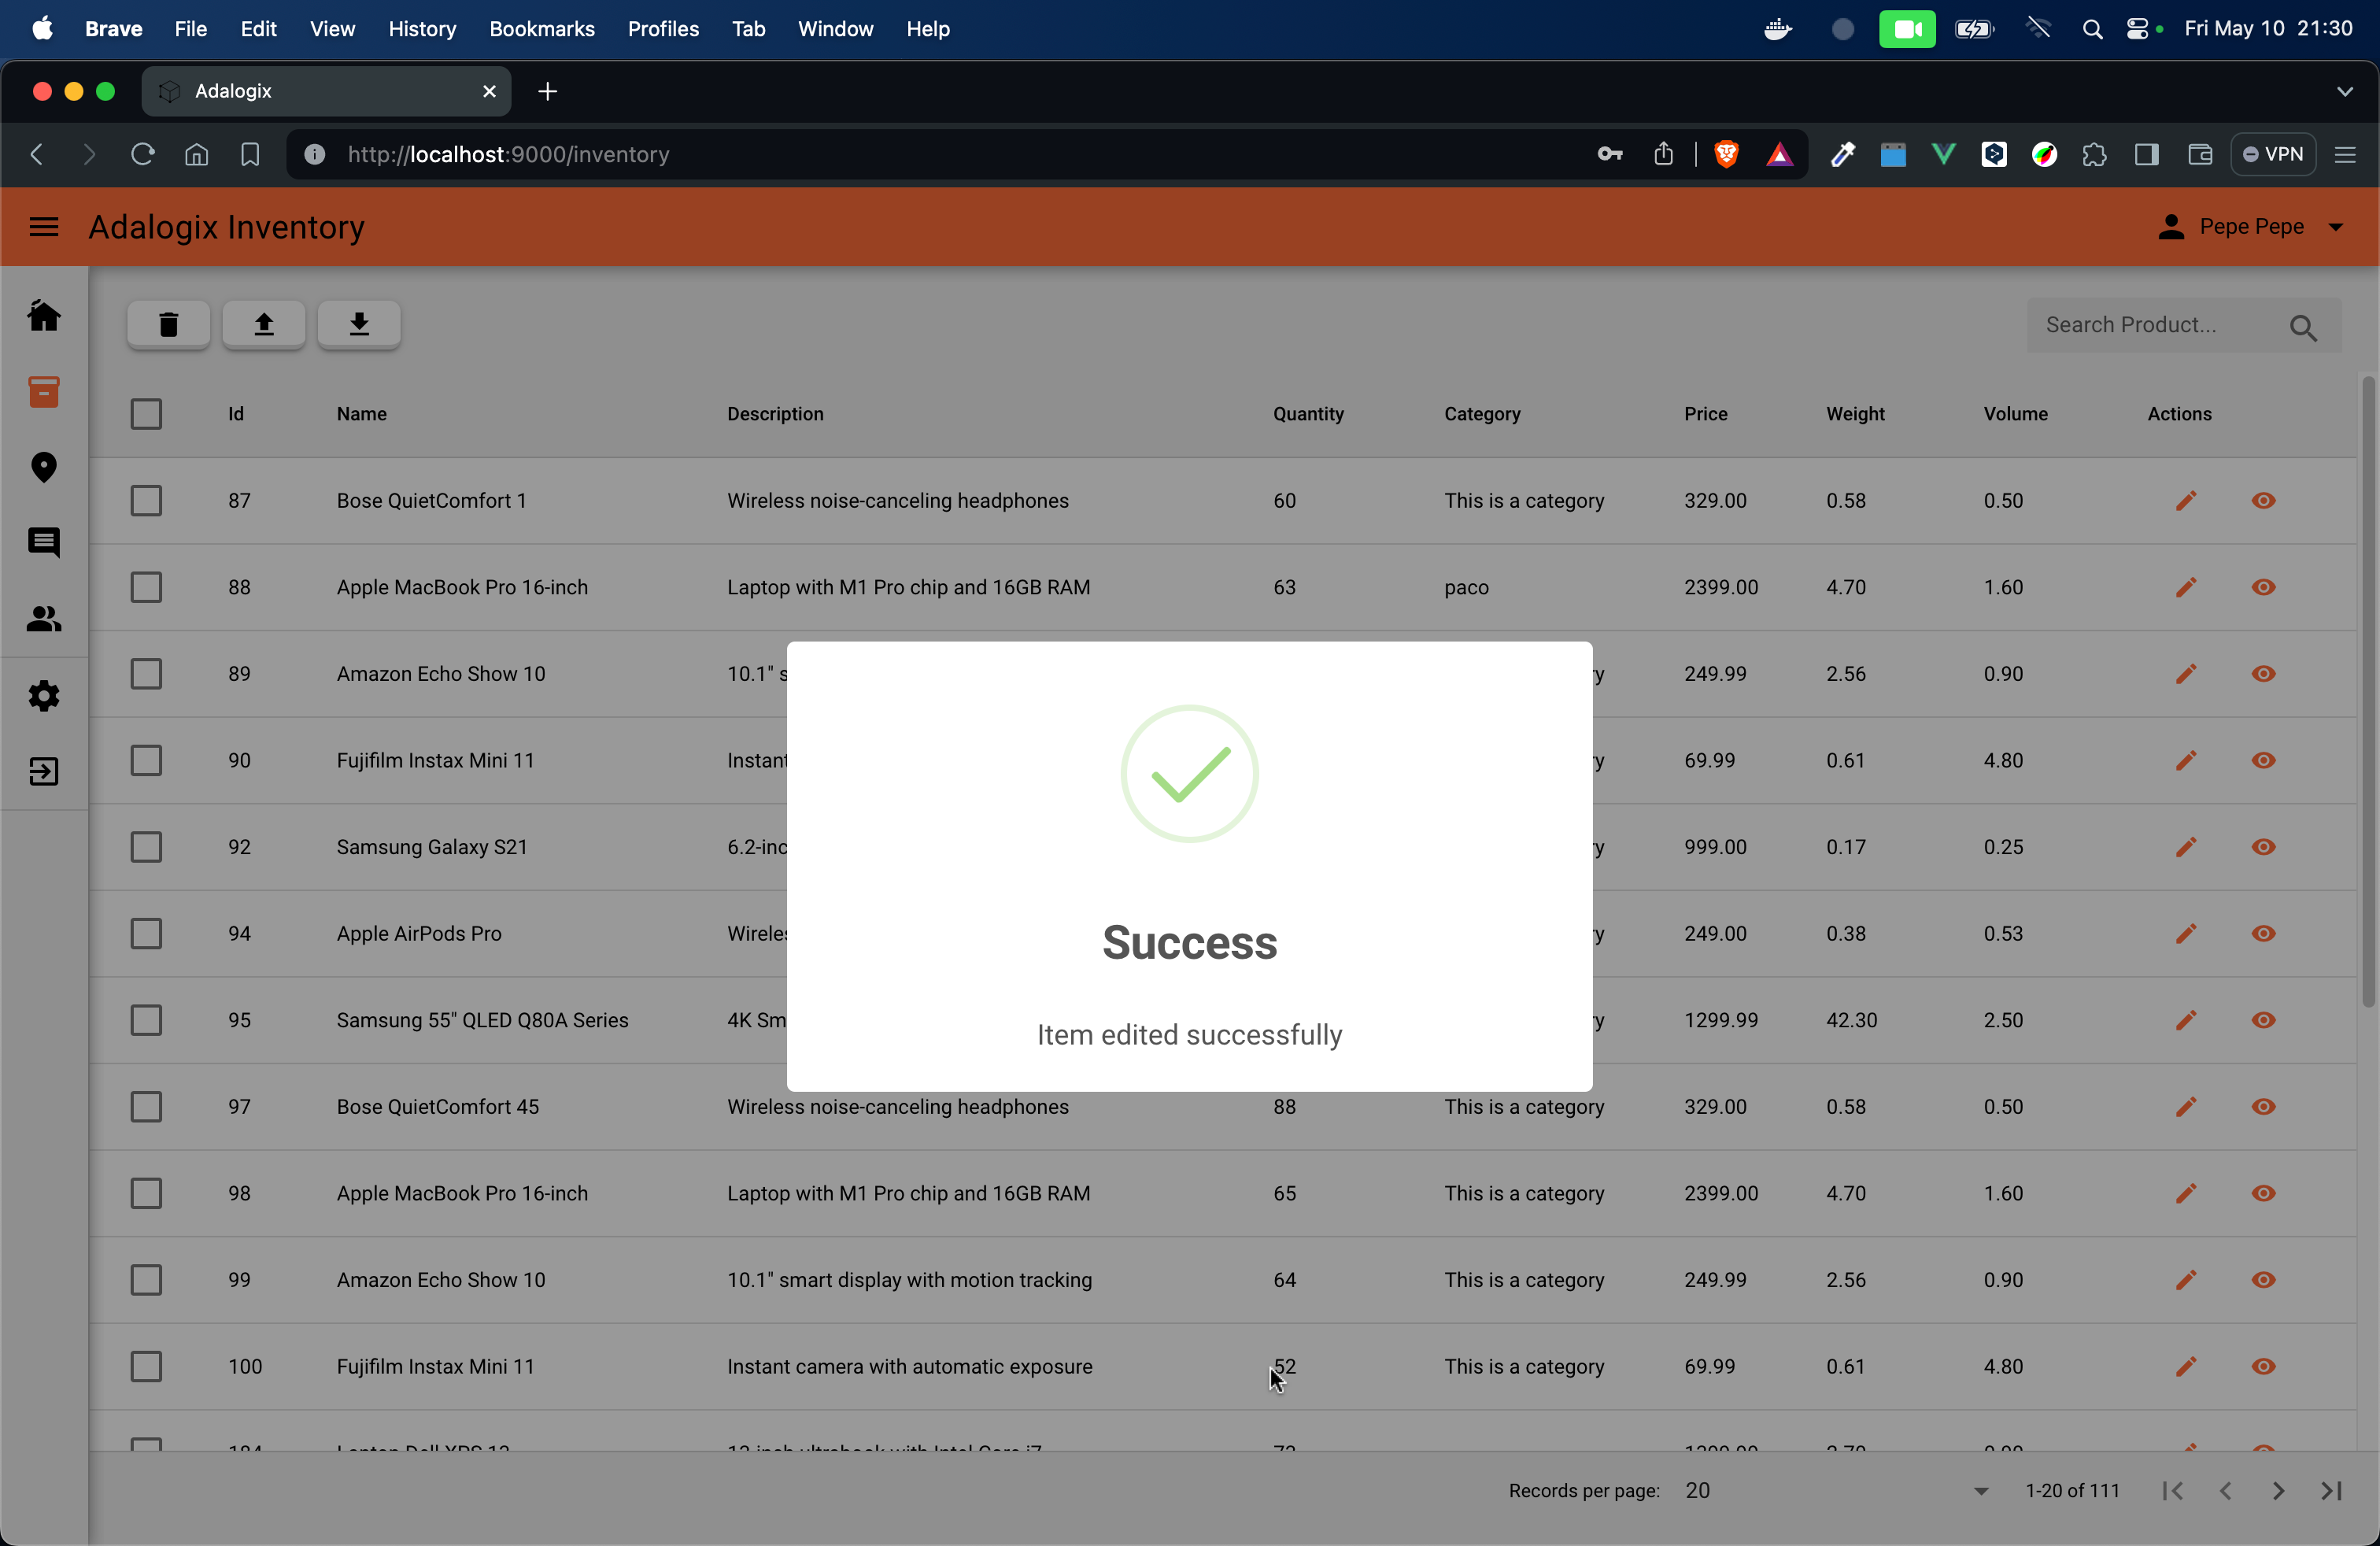 Brave File Edit View History Bookmarks Profiles Tab Window Help Fri May 10 21:30
Adalogix
http://localhost:9000/inventory VPN
Adalogix Inventory Pepe Pepe
Search Product...
Id Name Description Quantity Category Price Weight Volume Actions
87 Bose QuietComfort 1 Wireless noise-canceling headphones 60 This is a category 329.00 0.58 0.50
88 Apple MacBook Pro 16-inch Laptop with M1 Pro chip and 16GB RAM 63 paco 2399.00 4.70 1.60
89 Amazon Echo Show 10 10.1" 249.99 2.56 0.90
90 Fujifilm Instax Mini 11 Instant 69.99 0.61 4.80
92 Samsung Galaxy S21 6.2-inc 999.00 0.17 0.25
94 Apple AirPods Pro Wireles 249.00 0.38 0.53
95 Samsung 55" QLED Q80A Series 4K Sm 1299.99 42.30 2.50
Success
Item edited successfully
97 Bose QuietComfort 45 Wireless noise-canceling headphones 88 This is a category 329.00 0.58 0.50
98 Apple MacBook Pro 16-inch Laptop with M1 Pro chip and 16GB RAM 65 This is a category 2399.00 4.70 1.60
99 Amazon Echo Show 10 10.1" smart display with motion tracking 64 This is a category 249.99 2.56 0.90
100 Fujifilm Instax Mini 11 Instant camera with automatic exposure 52 This is a category 69.99 0.61 4.80
Records per page: 20 1-20 of 111